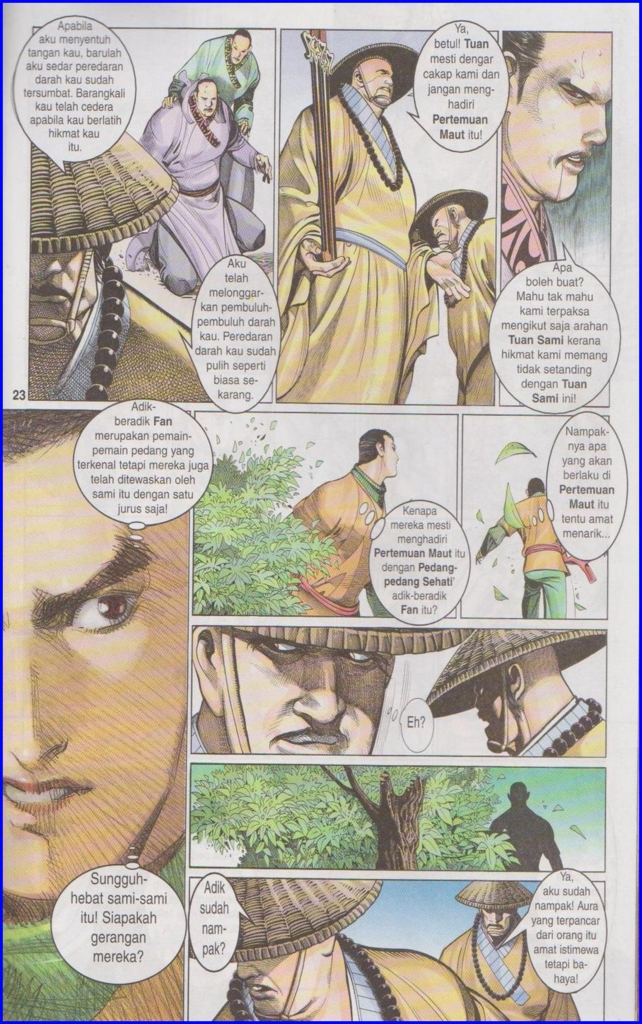 Apabila
aku menyentuh
tangan kau, barulah
aku sedar peredaran
darah kau sudah
tersumbat. Barangkali
kau telah cedera
apabila kau berlatih
hikmat kau
itu.
Aku
telah
melonggar-
kan pembuluh-
pembuluh darah
kau. Peredaran
darah kau sudah
pulih seperti
biasa se-
karang.
Ya,
betul! Tuan
mesti dengar
cakap kami dan
jangan meng-
hadiri
Pertemuan
Maut itu!
Apa
boleh buat?
Mahu tak mahu
kami terpaksa
mengikut saja arahan
Tuan Sami kerana
hikmat kami memang
tidak setanding
dengan Tuan
Sami ini!
23
Adik-
beradik Fan
merupakan pemain-
pemain pedang yang
terkenal tetapi mereka juga
telah ditewaskan oleh
sami itu dengan satu
jurus saja!
Sungguh-
hebat sami-sami
itu! Siapakah
gerangan
mereka?
Kenapa
mereka mesti
menghadiri
Pertemuan Maut itu
dengan Pedang-
pedang Sehati'
adik-beradik
Fan itu?
Nampak-
nya apa
yang akan
berlaku di
Pertemuan
Maut itu
tentu amat
menarik...
Eh?
Adik
sudah
nam-
pak?
Ya,
aku sudah
nampak! Aura
yang terpancar
dari orang itu
amat istimewa
tetapi ba-
haya!